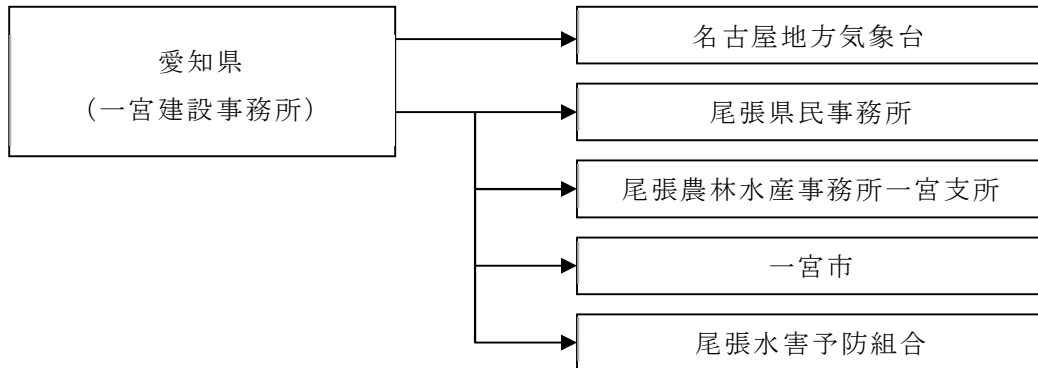 愛知県
(一宮建設事務所)
名古屋地方気象台
尾張県民事務所
尾張農林水産事務所一宮支所
一宮市
尾張水害予防組合